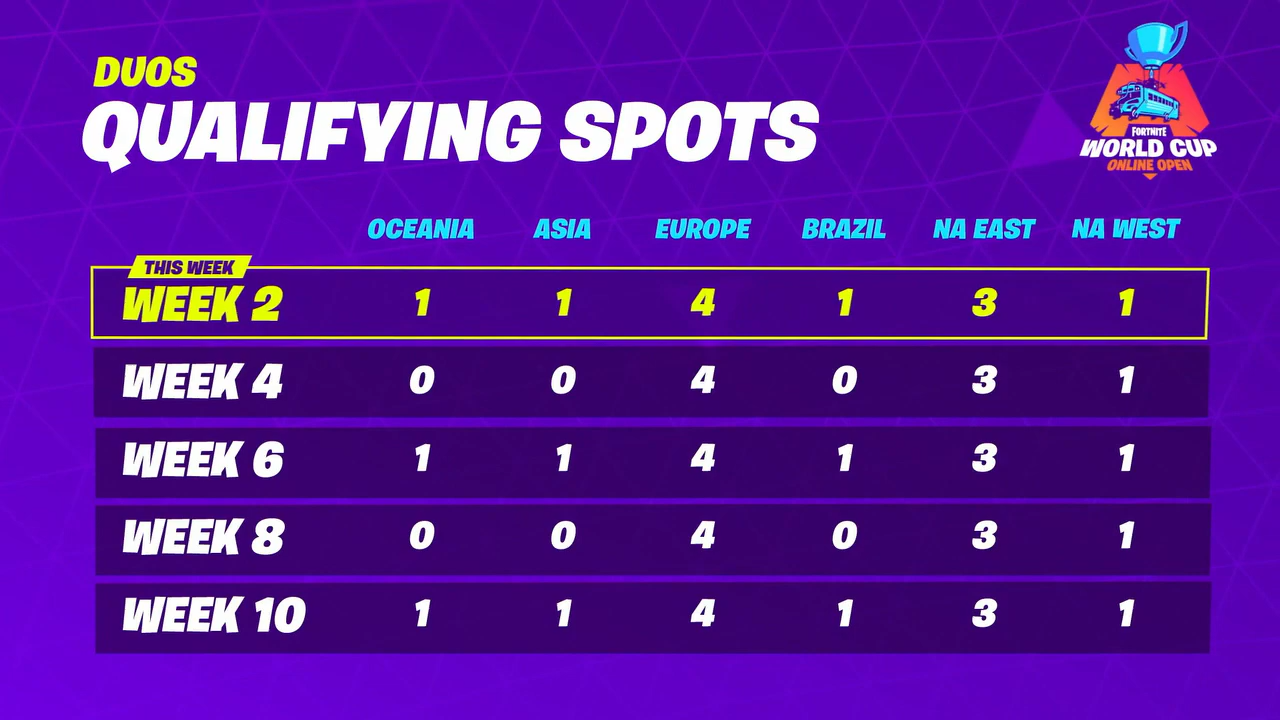 DUOS
QUALIFYING SPOTS
FORTNITE
WORLD CUP
ONLINE OPEN
OCEANIA ASIA EUROPE BRAZIL NA EAST NA WEST
THIS WEEK
WEEK 2 1 1 4 1 3 1
WEEK 4 0 0 4 0 3 1
WEEK 6 1 1 4 1 3 1
WEEK 8 0 0 4 0 3 1
WEEK 10 1 1 4 1 3 1